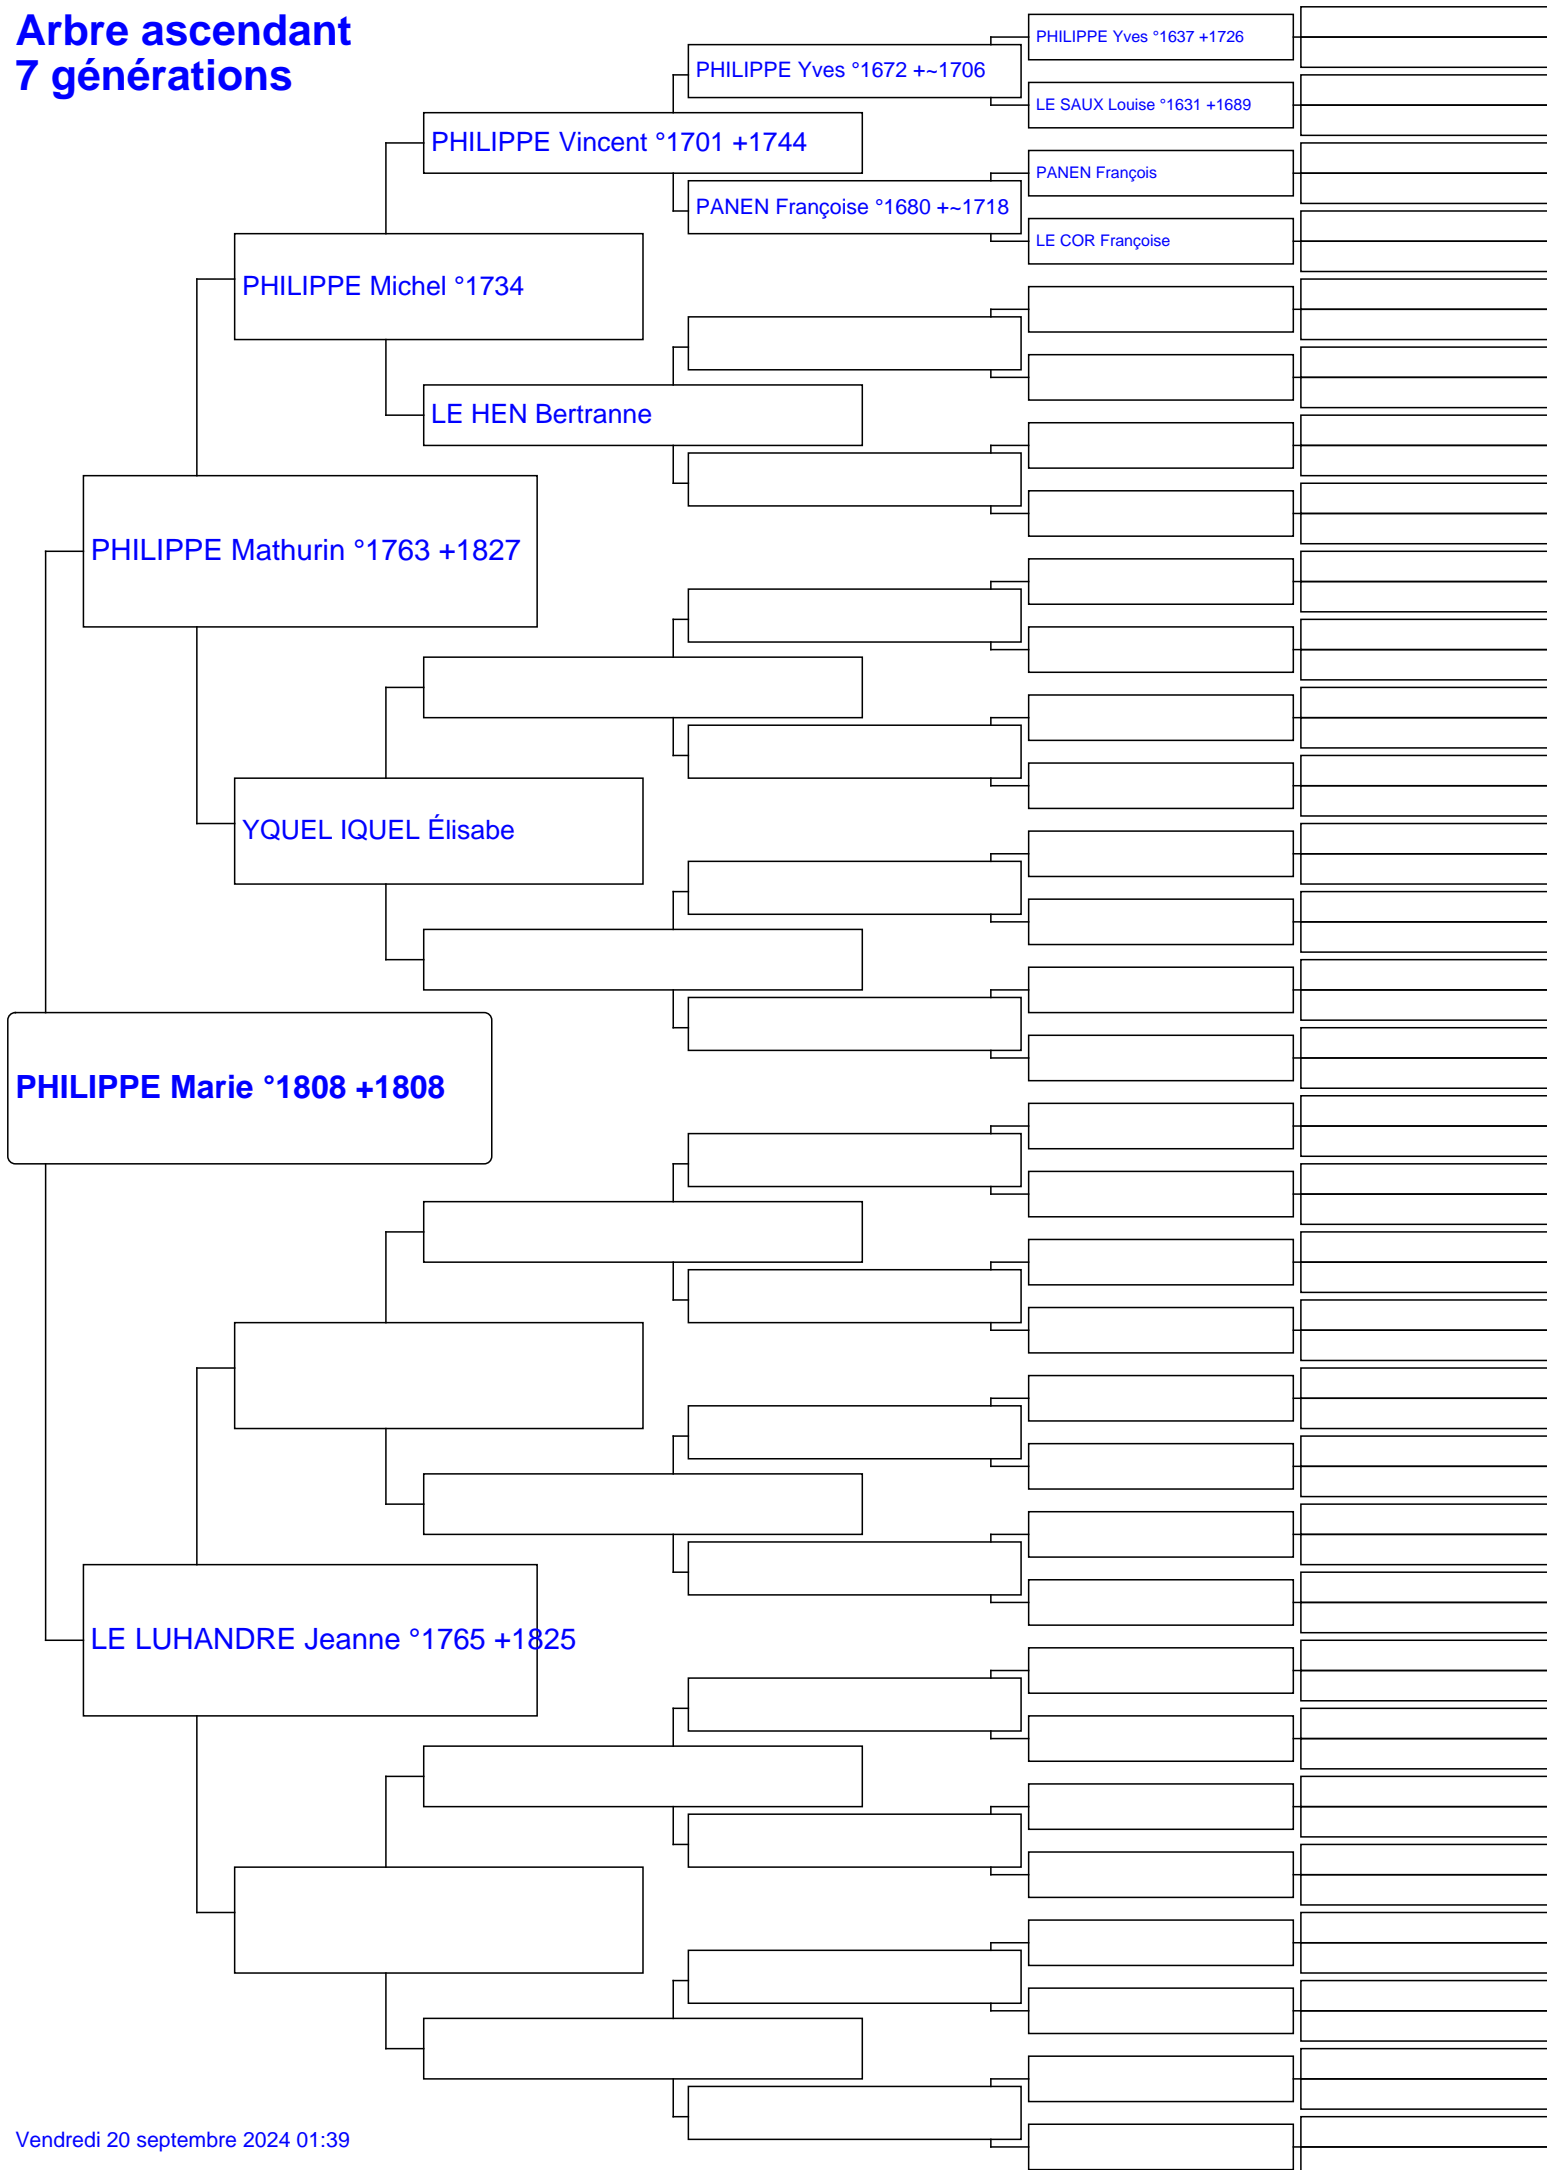 Arbre ascendant
7 générations
PHILIPPE Yves °1637 +1726
PHILIPPE Yves °1672 +~1706
LE SAUX Louise °1631 +1689
PHILIPPE Vincent °1701 +1744
PANEN François
PANEN Françoise °1680 +~1718
LE COR Françoise
PHILIPPE Michel °1734
LE HEN Bertranne
PHILIPPE Mathurin °1763 +1827
YQUEL IQUEL Élisabe
PHILIPPE Marie °1808 +1808
LE LUHANDRE Jeanne °1765 +1825
Vendredi 20 septembre 2024 01:39